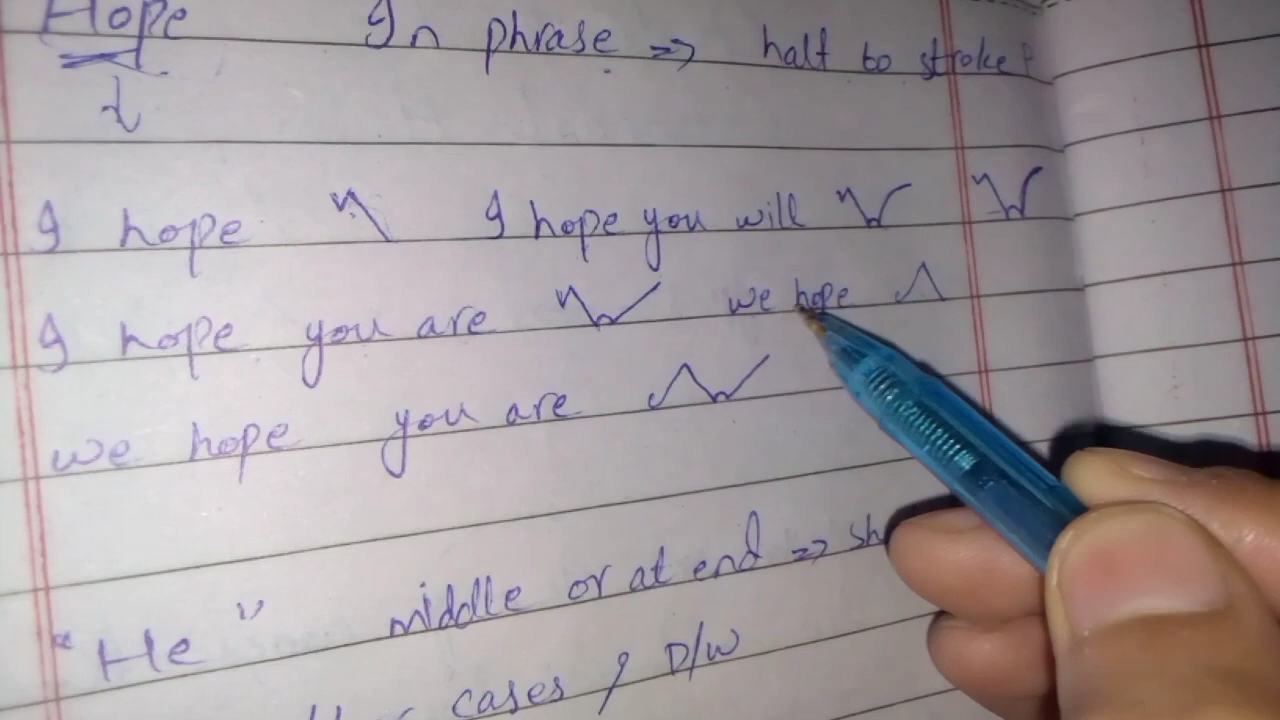 Hope In phrase => half to stroke P
I hope I hope you will
I hope you are we hope
we hope you are
"He" middle or at end =>
cases , D/W